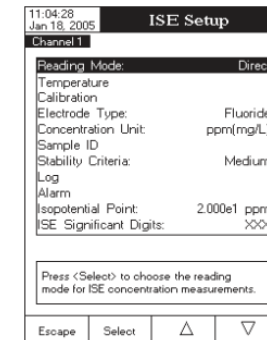 11:04:28
Jan 18, 2005
ISE Setup
Channel 1
Reading Mode: Direc
Temperature
Calibration
Electrode Type: Fluoride
Concentration Unit: ppm(mg/L)
Sample ID
Stability Criteria: Medium
Log
Alarm
Isopotential Point: 2.000e1 ppm
ISE Significant Digits: XXX
Press <Select> to choose the reading
mode for ISE concentration measurements.
Escape Select